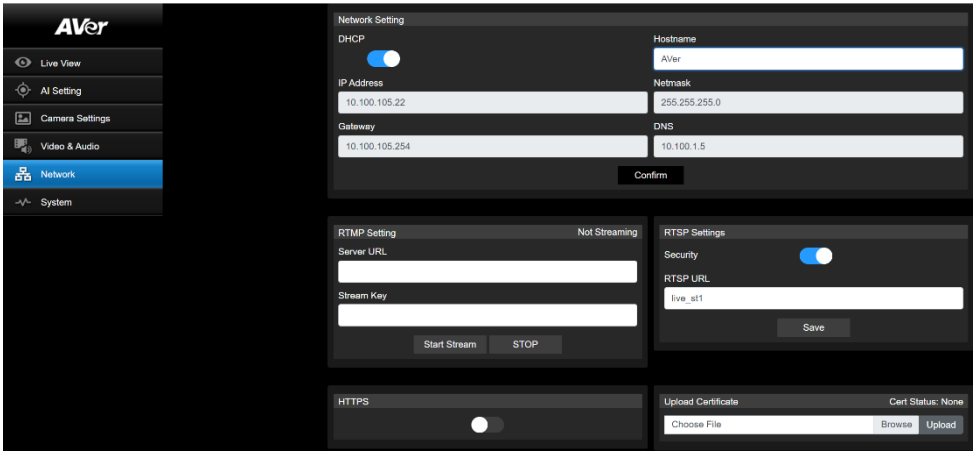 AVer
Live View
AI Setting
Camera Settings
Video & Audio
Network
System
Network Setting
DHCP
Hostname
AVer
IP Address
Netmask
10.100.105.22
255.255.255.0
Gateway
DNS
10.100.105.254
10.100.1.5
Confirm
RTMP Setting
Not Streaming
Server URL
Stream Key
Start Stream
STOP
RTSP Settings
Security
RTSP URL
live_st1
Save
HTTPS
Upload Certificate
Cert Status: None
Choose File
Browse
Upload